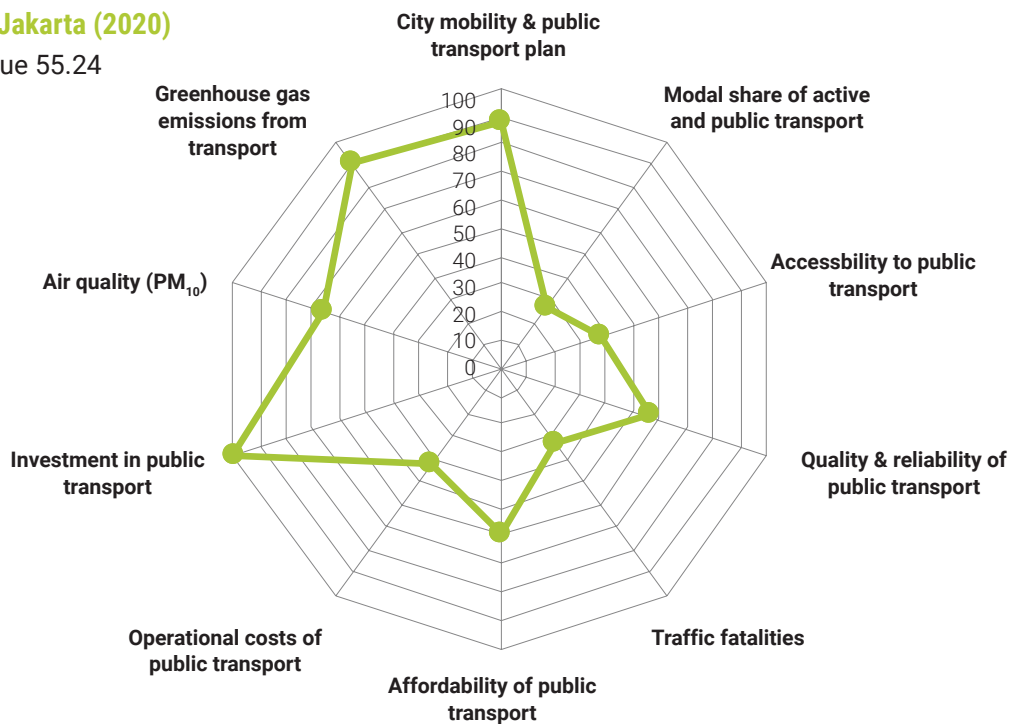 Jakarta (2020)
ue 55.24
City mobility & public
transport plan
Modal share of active
and public transport
Accessbility to public
transport
Quality & reliability of
public transport
Traffic fatalities
Affordability of public
transport
Operational costs of
public transport
Investment in public
transport
Air quality (PM₁₀)
Greenhouse gas
emissions from
transport
100
90
80
70
60
50
40
30
20
10
0